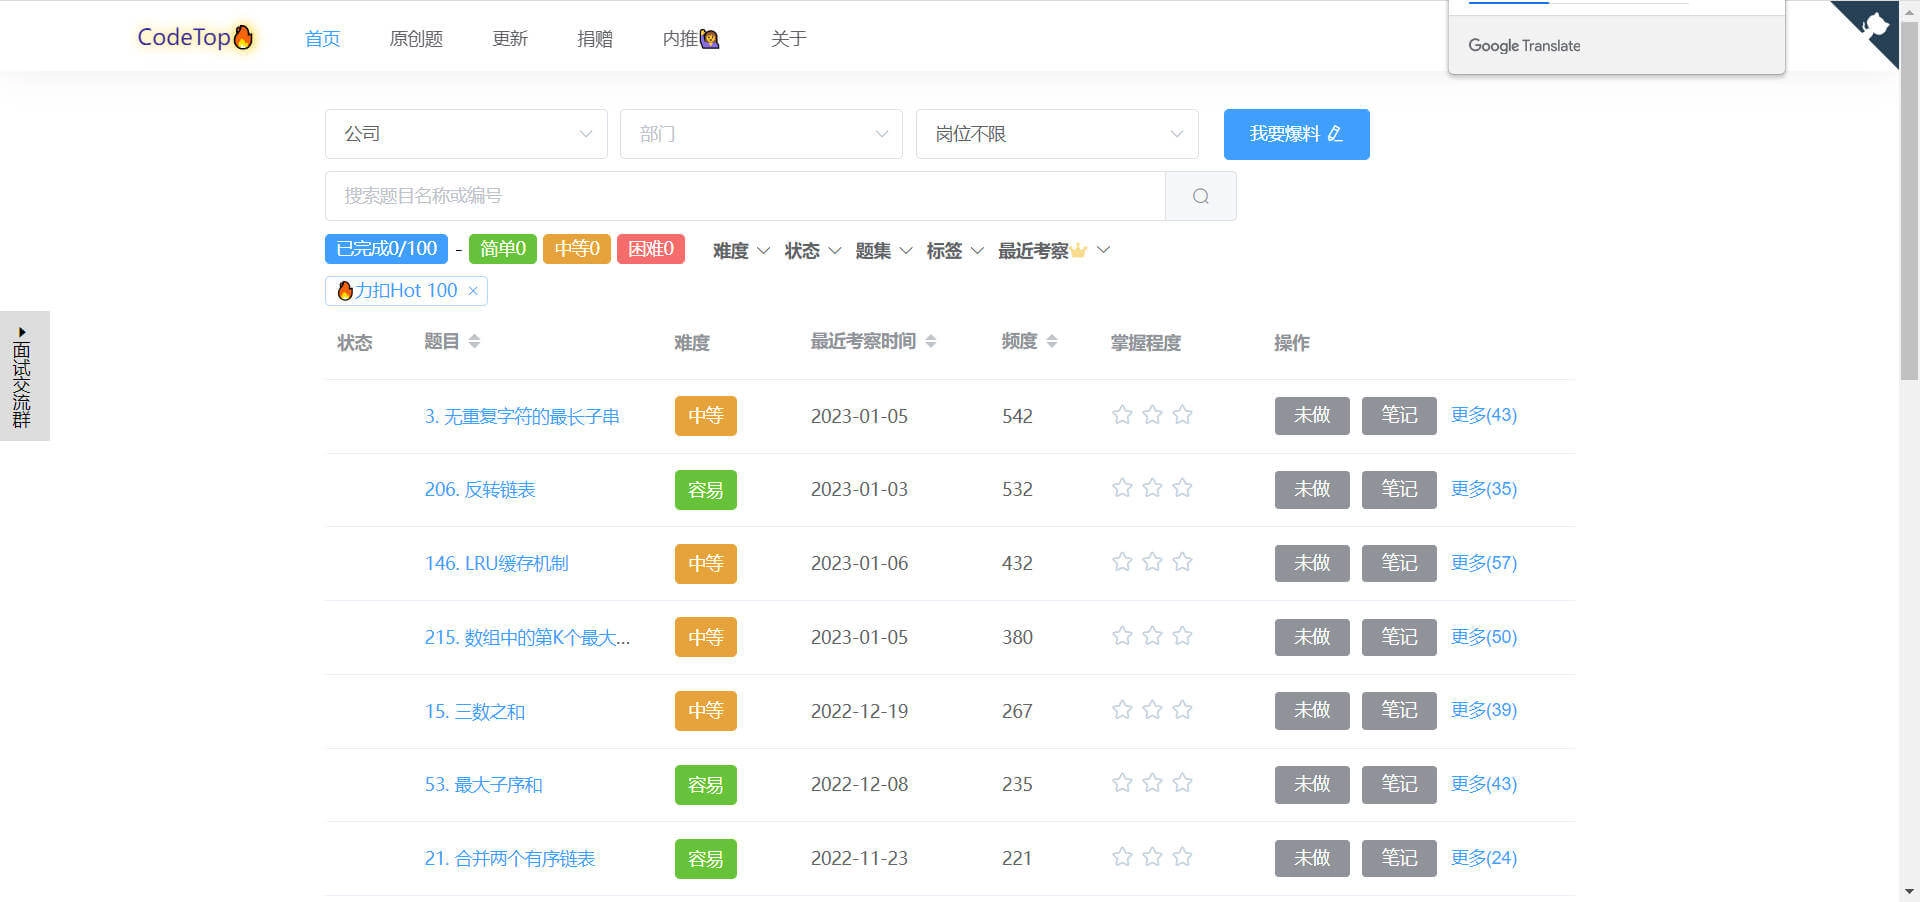 CodeTop🔥 首页 原创题 更新 捐赠 内推🙋 关于
Google Translate
公司 部门 岗位不限 我要爆料
搜索题目名称或编号
已完成0/100 - 简单0 中等0 困难0 难度 状态 题集 标签 最近考察
🔥力扣Hot 100 ×
面试交流群
状态 题目 难度 最近考察时间 频度 掌握程度 操作
3. 无重复字符的最长子串 中等 2023-01-05 542 未做 笔记 更多(43)
206. 反转链表 容易 2023-01-03 532 未做 笔记 更多(35)
146. LRU缓存机制 中等 2023-01-06 432 未做 笔记 更多(57)
215. 数组中的第K个最大... 中等 2023-01-05 380 未做 笔记 更多(50)
15. 三数之和 中等 2022-12-19 267 未做 笔记 更多(39)
53. 最大子序和 容易 2022-12-08 235 未做 笔记 更多(43)
21. 合并两个有序链表 容易 2022-11-23 221 未做 笔记 更多(24)